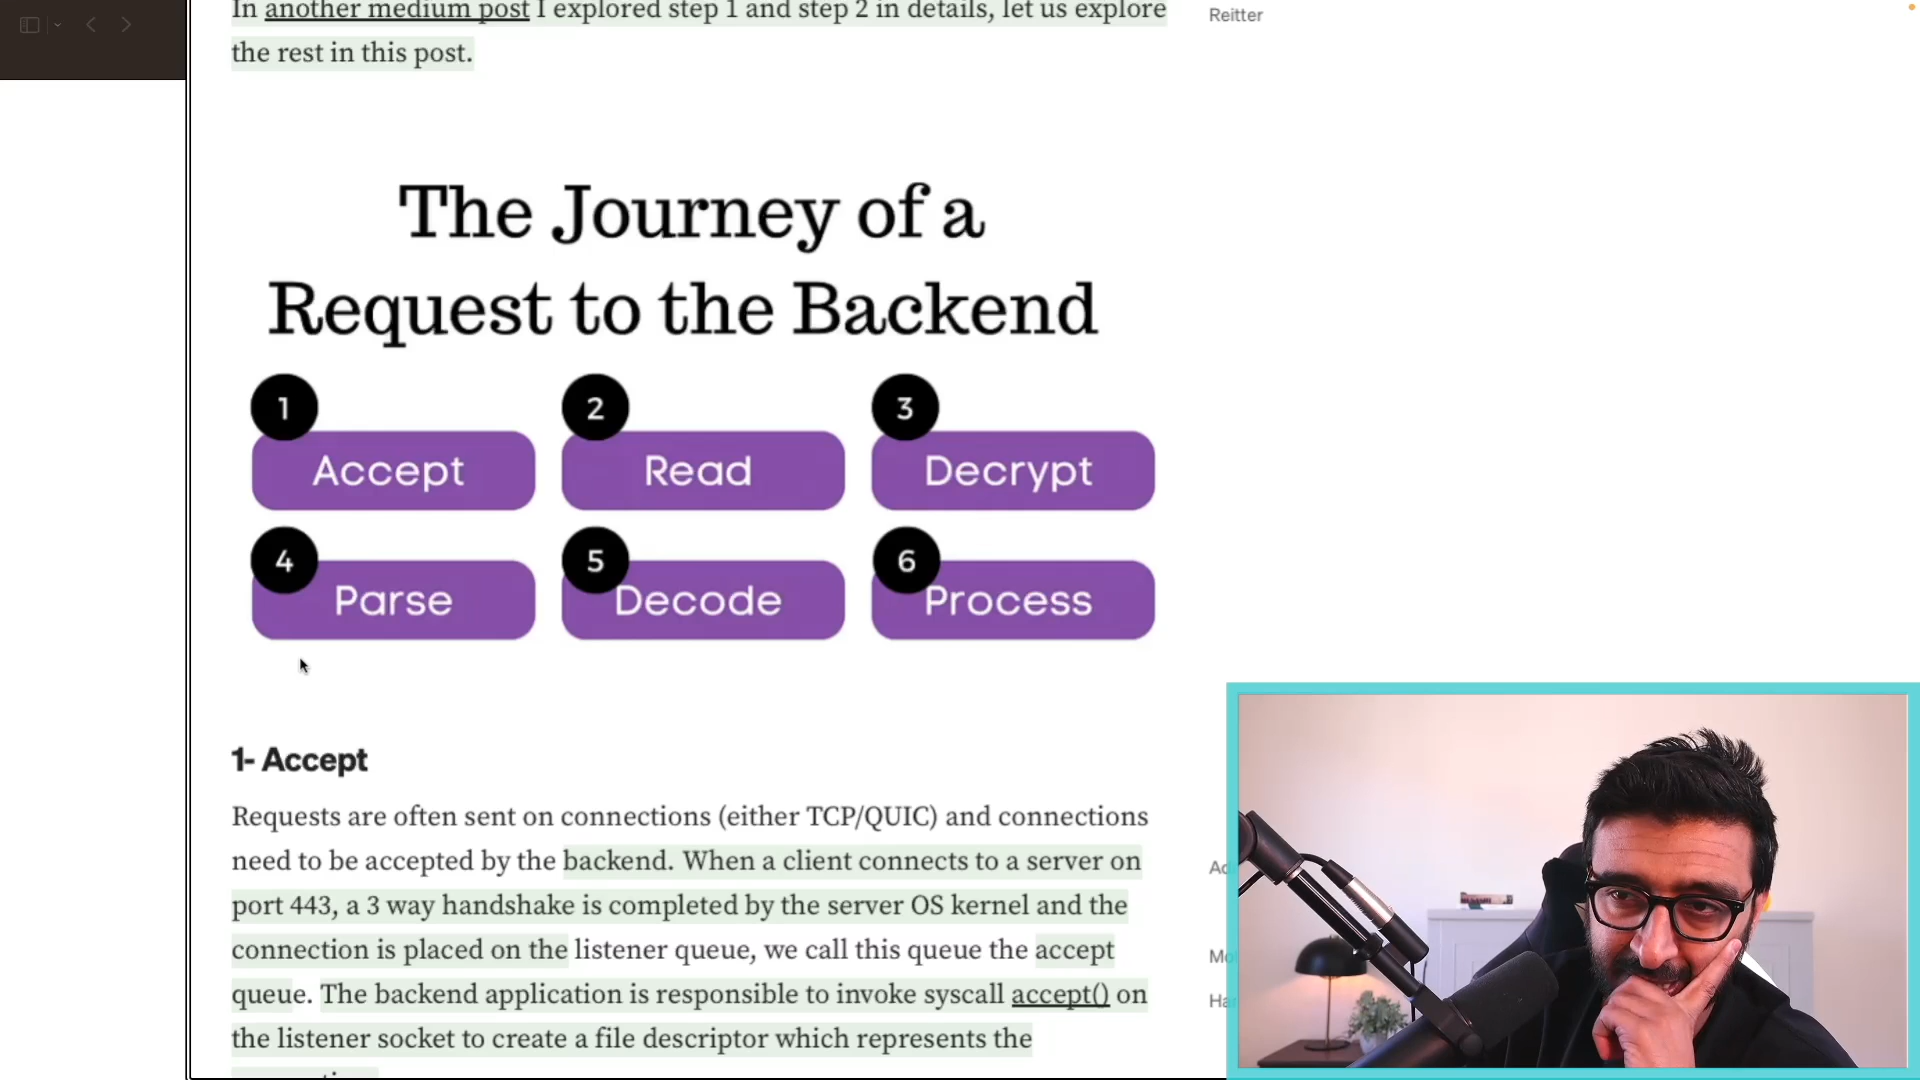 In another medium post I explored step 1 and step 2 in details, let us explore
the rest in this post.
Reitter
The Journey of a
Request to the Backend
1
2
3
Accept
Read
Decrypt
4
5
6
Parse
Decode
Process
1- Accept
Requests are often sent on connections (either TCP/QUIC) and connections
need to be accepted by the backend. When a client connects to a server on
port 443, a 3 way handshake is completed by the server OS kernel and the
connection is placed on the listener queue, we call this queue the accept
queue. The backend application is responsible to invoke syscall accept() on
the listener socket to create a file descriptor which represents the